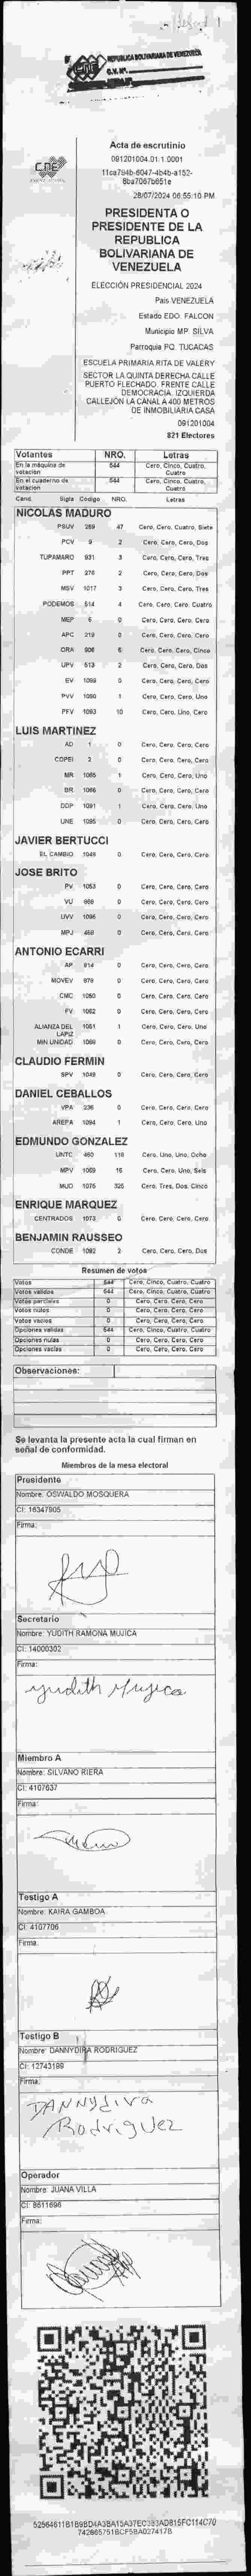 REPUBLICA BOLIVARIANA DE VENEZUELA
CNE
Acta de escrutinio
091201004.01.1.0001
28/07/2024 06:55:10 PM
PRESIDENTA O
PRESIDENTE DE LA
REPUBLICA
BOLIVARIANA DE
VENEZUELA
ELECCIÓN PRESIDENCIAL 2024
País VENEZUELA
Estado EDO. FALCON
Municipio MP. SILVA
Parroquia PQ. TUCACAS
ESCUELA PRIMARIA RITA DE VALERY
SECTOR LA QUINTA DERECHA CALLE
PUERTO FLECHADO. FRENTE CALLE
DEMOCRACIA. IZQUIERDA
CALLEJÓN LA CANAL A 400 METROS
DE INMOBILIARIA CASA
091201004
821 Electores
Votantes NRO. Letras
En la máquina de votación 544 Cero, Cinco, Cuatro, Cuatro
En el cuaderno de votación 544 Cero, Cinco, Cuatro, Cuatro
Cand. Sigla Código NRO. Letras
NICOLAS MADURO
PSUV 289 47 Cero, Cero, Cuatro, Siete
PCV 9 2 Cero, Cero, Cero, Dos
TUPAMARO 931 3 Cero, Cero, Cero, Tres
PPT 276 2 Cero, Cero, Cero, Dos
MSV 1017 3 Cero, Cero, Cero, Tres
PODEMOS 514 4 Cero, Cero, Cero, Cuatro
MEP 6 0 Cero, Cero, Cero, Cero
APC 219 0 Cero, Cero, Cero, Cero
ORA 906 5 Cero, Cero, Cero, Cinco
UPV 513 2 Cero, Cero, Cero, Dos
EV 1099 0 Cero, Cero, Cero, Cero
PVV 1090 1 Cero, Cero, Cero, Uno
PFV 1093 10 Cero, Cero, Uno, Cero
LUIS MARTINEZ
AD 1 0 Cero, Cero, Cero, Cero
COPEI 3 0 Cero, Cero, Cero, Cero
MR 1065 1 Cero, Cero, Cero, Uno
BR 1066 0 Cero, Cero, Cero, Cero
DDP 1091 1 Cero, Cero, Cero, Uno
UNE 1095 0 Cero, Cero, Cero, Cero
JAVIER BERTUCCI
EL CAMBIO 1048 0 Cero, Cero, Cero, Cero
JOSE BRITO
PV 1053 0 Cero, Cero, Cero, Cero
VU 968 0 Cero, Cero, Cero, Cero
UVV 1096 0 Cero, Cero, Cero, Cero
MPJ 468 0 Cero, Cero, Cero, Cero
ANTONIO ECARRI
AP 914 0 Cero, Cero, Cero, Cero
MOVEV 979 0 Cero, Cero, Cero, Cero
CMC 1050 0 Cero, Cero, Cero, Cero
FV 1062 0 Cero, Cero, Cero, Cero
ALIANZA DEL LAPIZ 1081 1 Cero, Cero, Cero, Uno
MIN UNIDAD 1089 0 Cero, Cero, Cero, Cero
CLAUDIO FERMIN
SPV 1049 0 Cero, Cero, Cero, Cero
DANIEL CEBALLOS
VPA 236 0 Cero, Cero, Cero, Cero
AREPA 1094 1 Cero, Cero, Cero, Uno
EDMUNDO GONZALEZ
UNTC 460 118 Cero, Uno, Uno, Ocho
MPV 1069 16 Cero, Cero, Uno, Seis
MUD 1075 325 Cero, Tres, Dos, Cinco
ENRIQUE MARQUEZ
CENTRADOS 1073 0 Cero, Cero, Cero, Cero
BENJAMIN RAUSSEO
CONDE 1092 2 Cero, Cero, Cero, Dos
Resumen de votos
Votos 544 Cero, Cinco, Cuatro, Cuatro
Votos válidos 544 Cero, Cinco, Cuatro, Cuatro
Votos parciales 0 Cero, Cero, Cero, Cero
Votos nulos 0 Cero, Cero, Cero, Cero
Votos vacíos 0 Cero, Cero, Cero, Cero
Opciones válidas 544 Cero, Cinco, Cuatro, Cuatro
Opciones nulas 0 Cero, Cero, Cero, Cero
Opciones vacías 0 Cero, Cero, Cero, Cero
Observaciones:
Se levanta la presente acta la cual firman en
señal de conformidad.
Miembros de la mesa electoral
Presidente
Nombre: OSWALDO MOSQUERA
CI: 16347905
Firma:
Secretario
Nombre: YUDITH RAMONA MUJICA
CI: 14000302
Firma:
Yudith Mujica
Miembro A
Nombre: SILVANO RIERA
CI: 4107637
Firma:
Testigo A
Nombre: KAIRA GAMBOA
CI: 4107706
Firma:
Testigo B
Nombre: DANNYDIRA RODRIGUEZ
CI: 12743199
Firma:
DANNYdira
Rodriguez
Operador
Nombre: JUANA VILLA
CI: 8611696
Firma: